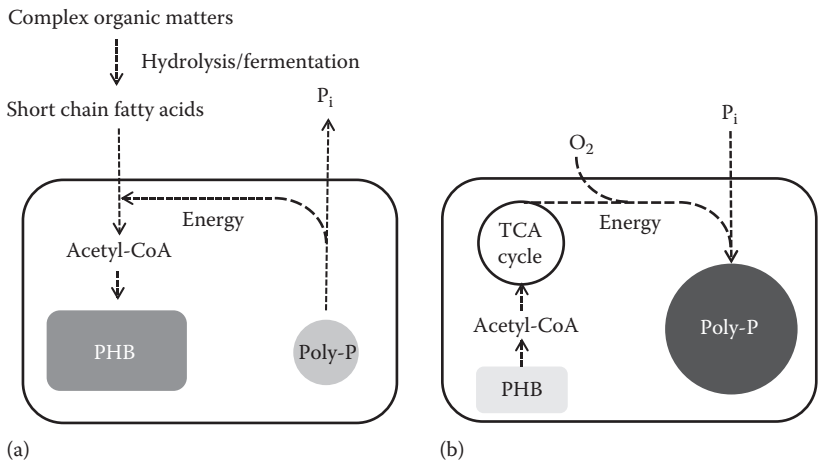 Complex organic matters
Hydrolysis/fermentation
Short chain fatty acids
Pi
Energy
Acetyl-CoA
PHB
Poly-P
(a)
O2
Pi
TCA
cycle
Energy
Acetyl-CoA
PHB
Poly-P
(b)